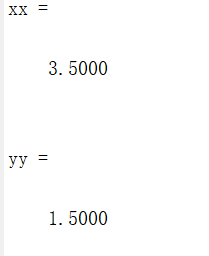 xx =
3.5000
yy =
1.5000